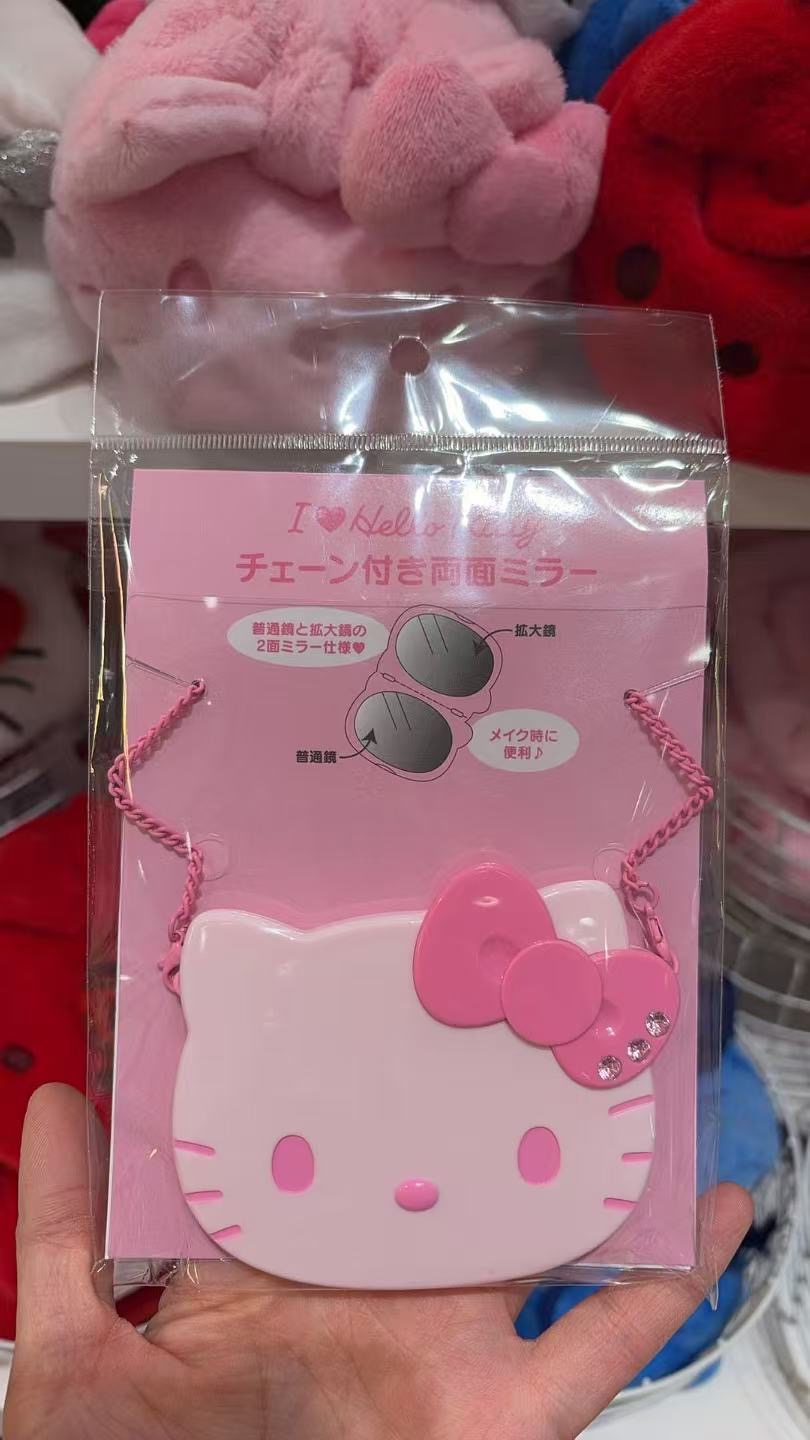 I♥Hello Kitty
チェーン付き両面ミラー
普通鏡と拡大鏡の
2面ミラー仕様♥
拡大鏡
メイク時に
便利♪
普通鏡